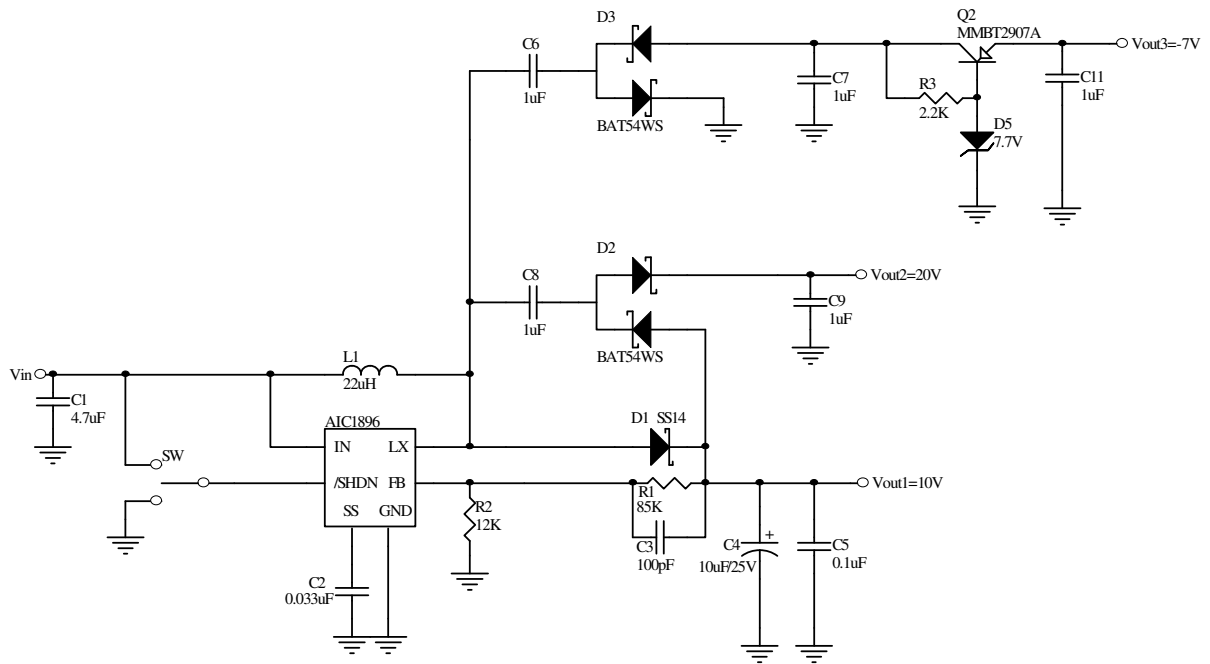 D3
Q2
MMBT2907A
C6
1uF
BAT54WS
C7
1uF
R3
2.2K
D5
7.7V
C11
1uF
Vout3=-7V
D2
C8
1uF
BAT54WS
C9
1uF
Vout2=20V
Vin
C1
4.7uF
L1
22uH
AIC1896
IN LX
/SHDN FB
SS GND
SW
D1 SS14
R1
85K
R2
12K
C3
100pF
Vout1=10V
C4
+
10uF/25V
C5
0.1uF
C2
0.033uF